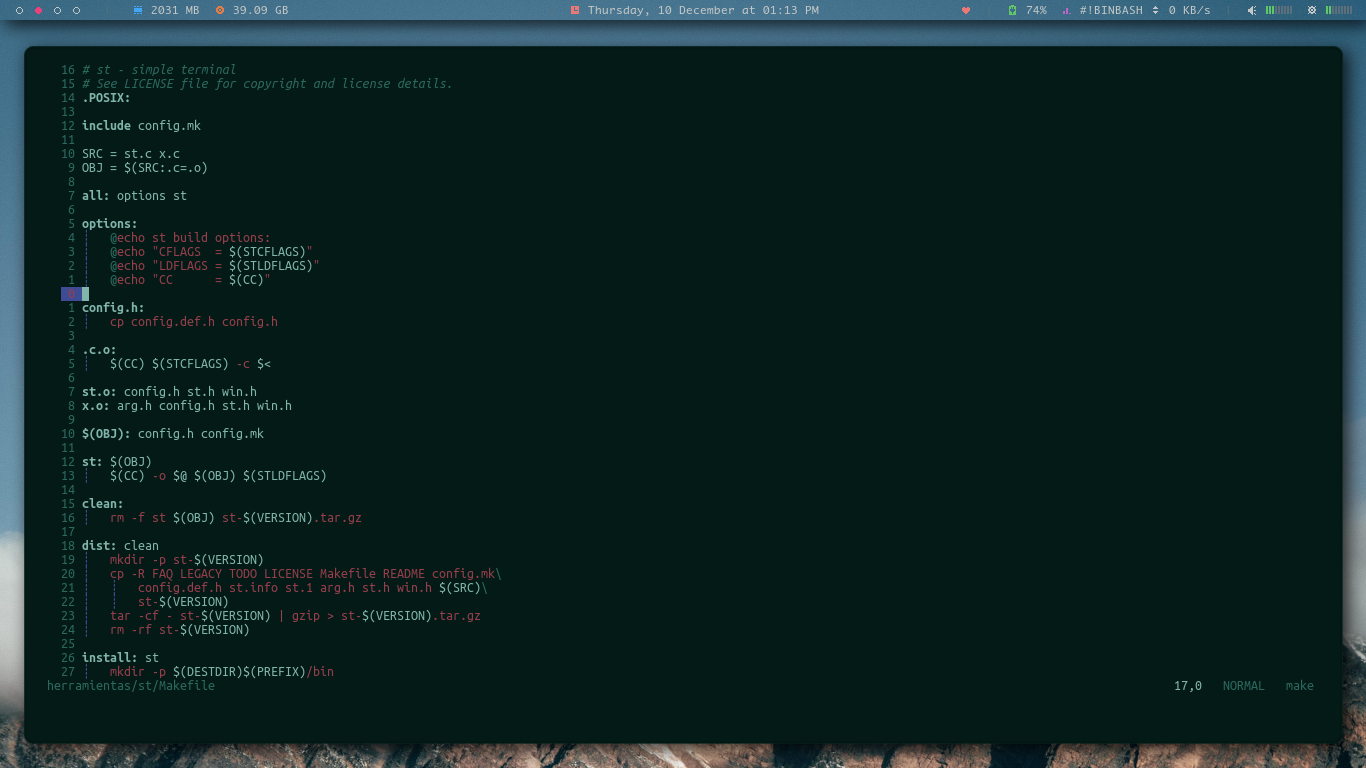 2031 MB 39.09 GB Thursday, 10 December at 01:13 PM 74% #!BINBASH 0 KB/s
16 # st - simple terminal
15 # See LICENSE file for copyright and license details.
14 .POSIX:
13
12 include config.mk
11
10 SRC = st.c x.c
9 OBJ = $(SRC:.c=.o)
8
7 all: options st
6
5 options:
4 ¦ @echo st build options:
3 ¦ @echo "CFLAGS  = $(STCFLAGS)"
2 ¦ @echo "LDFLAGS = $(STLDFLAGS)"
1 ¦ @echo "CC      = $(CC)"
1 config.h:
2 ¦ cp config.def.h config.h
3
4 .c.o:
5 ¦ $(CC) $(STCFLAGS) -c $<
6
7 st.o: config.h st.h win.h
8 x.o: arg.h config.h st.h win.h
9
10 $(OBJ): config.h config.mk
11
12 st: $(OBJ)
13 ¦ $(CC) -o $@ $(OBJ) $(STLDFLAGS)
14
15 clean:
16 ¦ rm -f st $(OBJ) st-$(VERSION).tar.gz
17
18 dist: clean
19 ¦ mkdir -p st-$(VERSION)
20 ¦ cp -R FAQ LEGACY TODO LICENSE Makefile README config.mk\
21 ¦ ¦ config.def.h st.info st.1 arg.h st.h win.h $(SRC)\
22 ¦ ¦ st-$(VERSION)
23 ¦ tar -cf - st-$(VERSION) | gzip > st-$(VERSION).tar.gz
24 ¦ rm -rf st-$(VERSION)
25
26 install: st
27 ¦ mkdir -p $(DESTDIR)$(PREFIX)/bin
herramientas/st/Makefile 17,0 NORMAL make